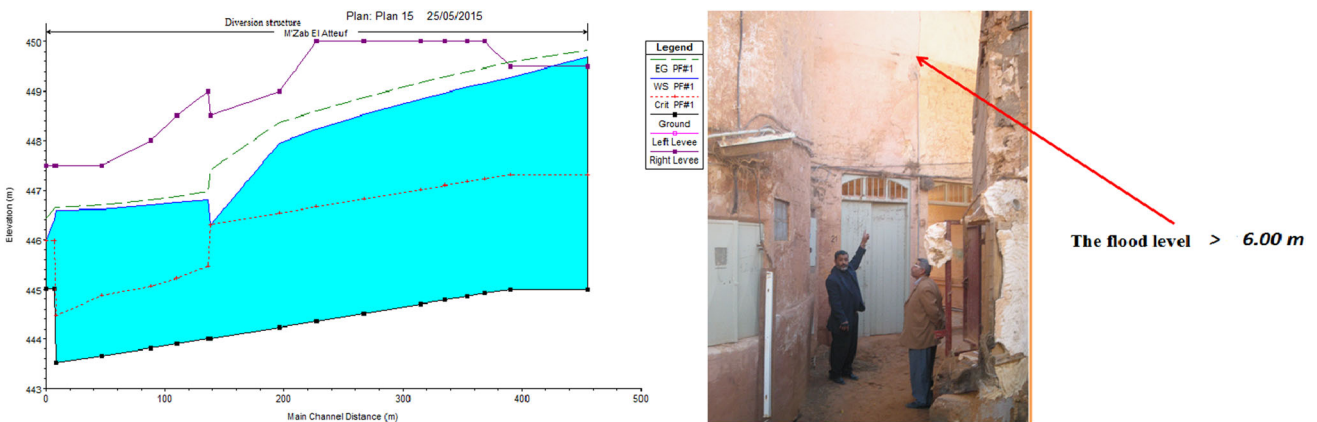 Diversion structure
Plan: Plan 15 25/05/2015
M'Zab El Atteuf
450
449
448
447
446
445
444
443
Elevation (m)
0
100
200
300
400
500
Main Channel Distance (m)
Legend
EG PF#1
WS PF#1
Crit PF#1
Ground
Left Levee
Right Levee
The flood level > 6.00 m